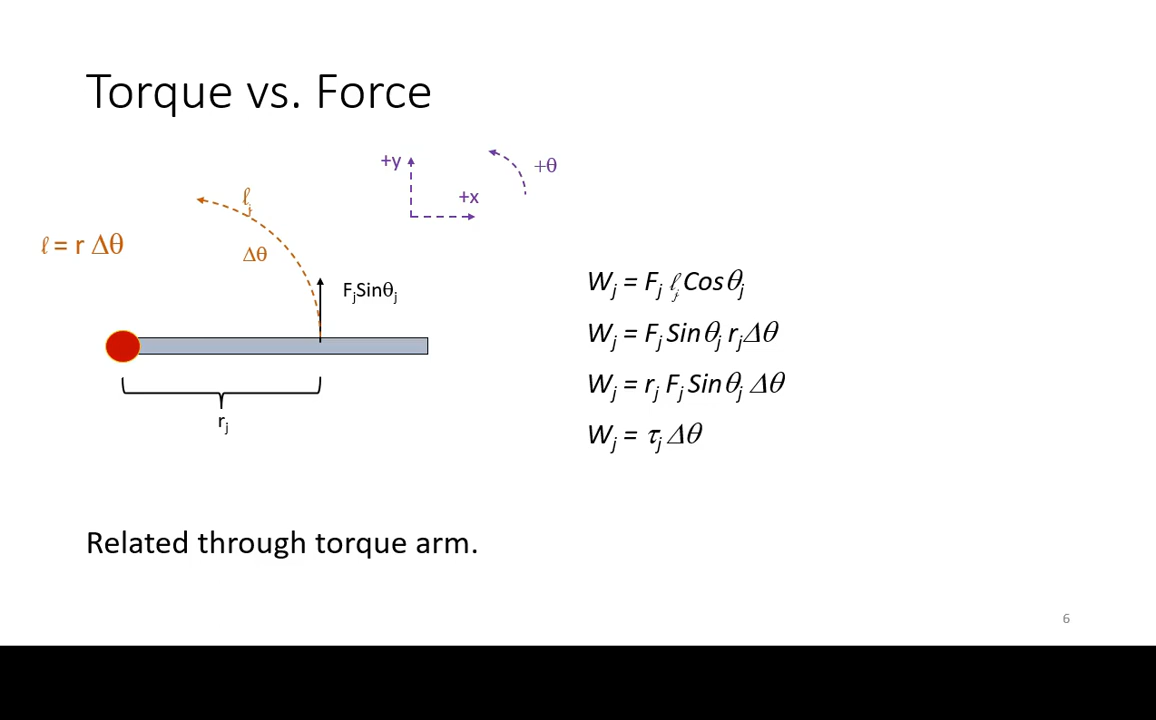 Torque vs. Force
+y
+x
+θ
ℓj
Δθ
ℓ = r Δθ
FjSinθj
rj
Wj = Fj ℓj Cosθj
Wj = Fj Sinθj rjΔθ
Wj = rj Fj Sinθj Δθ
Wj = τj Δθ
Related through torque arm.
6